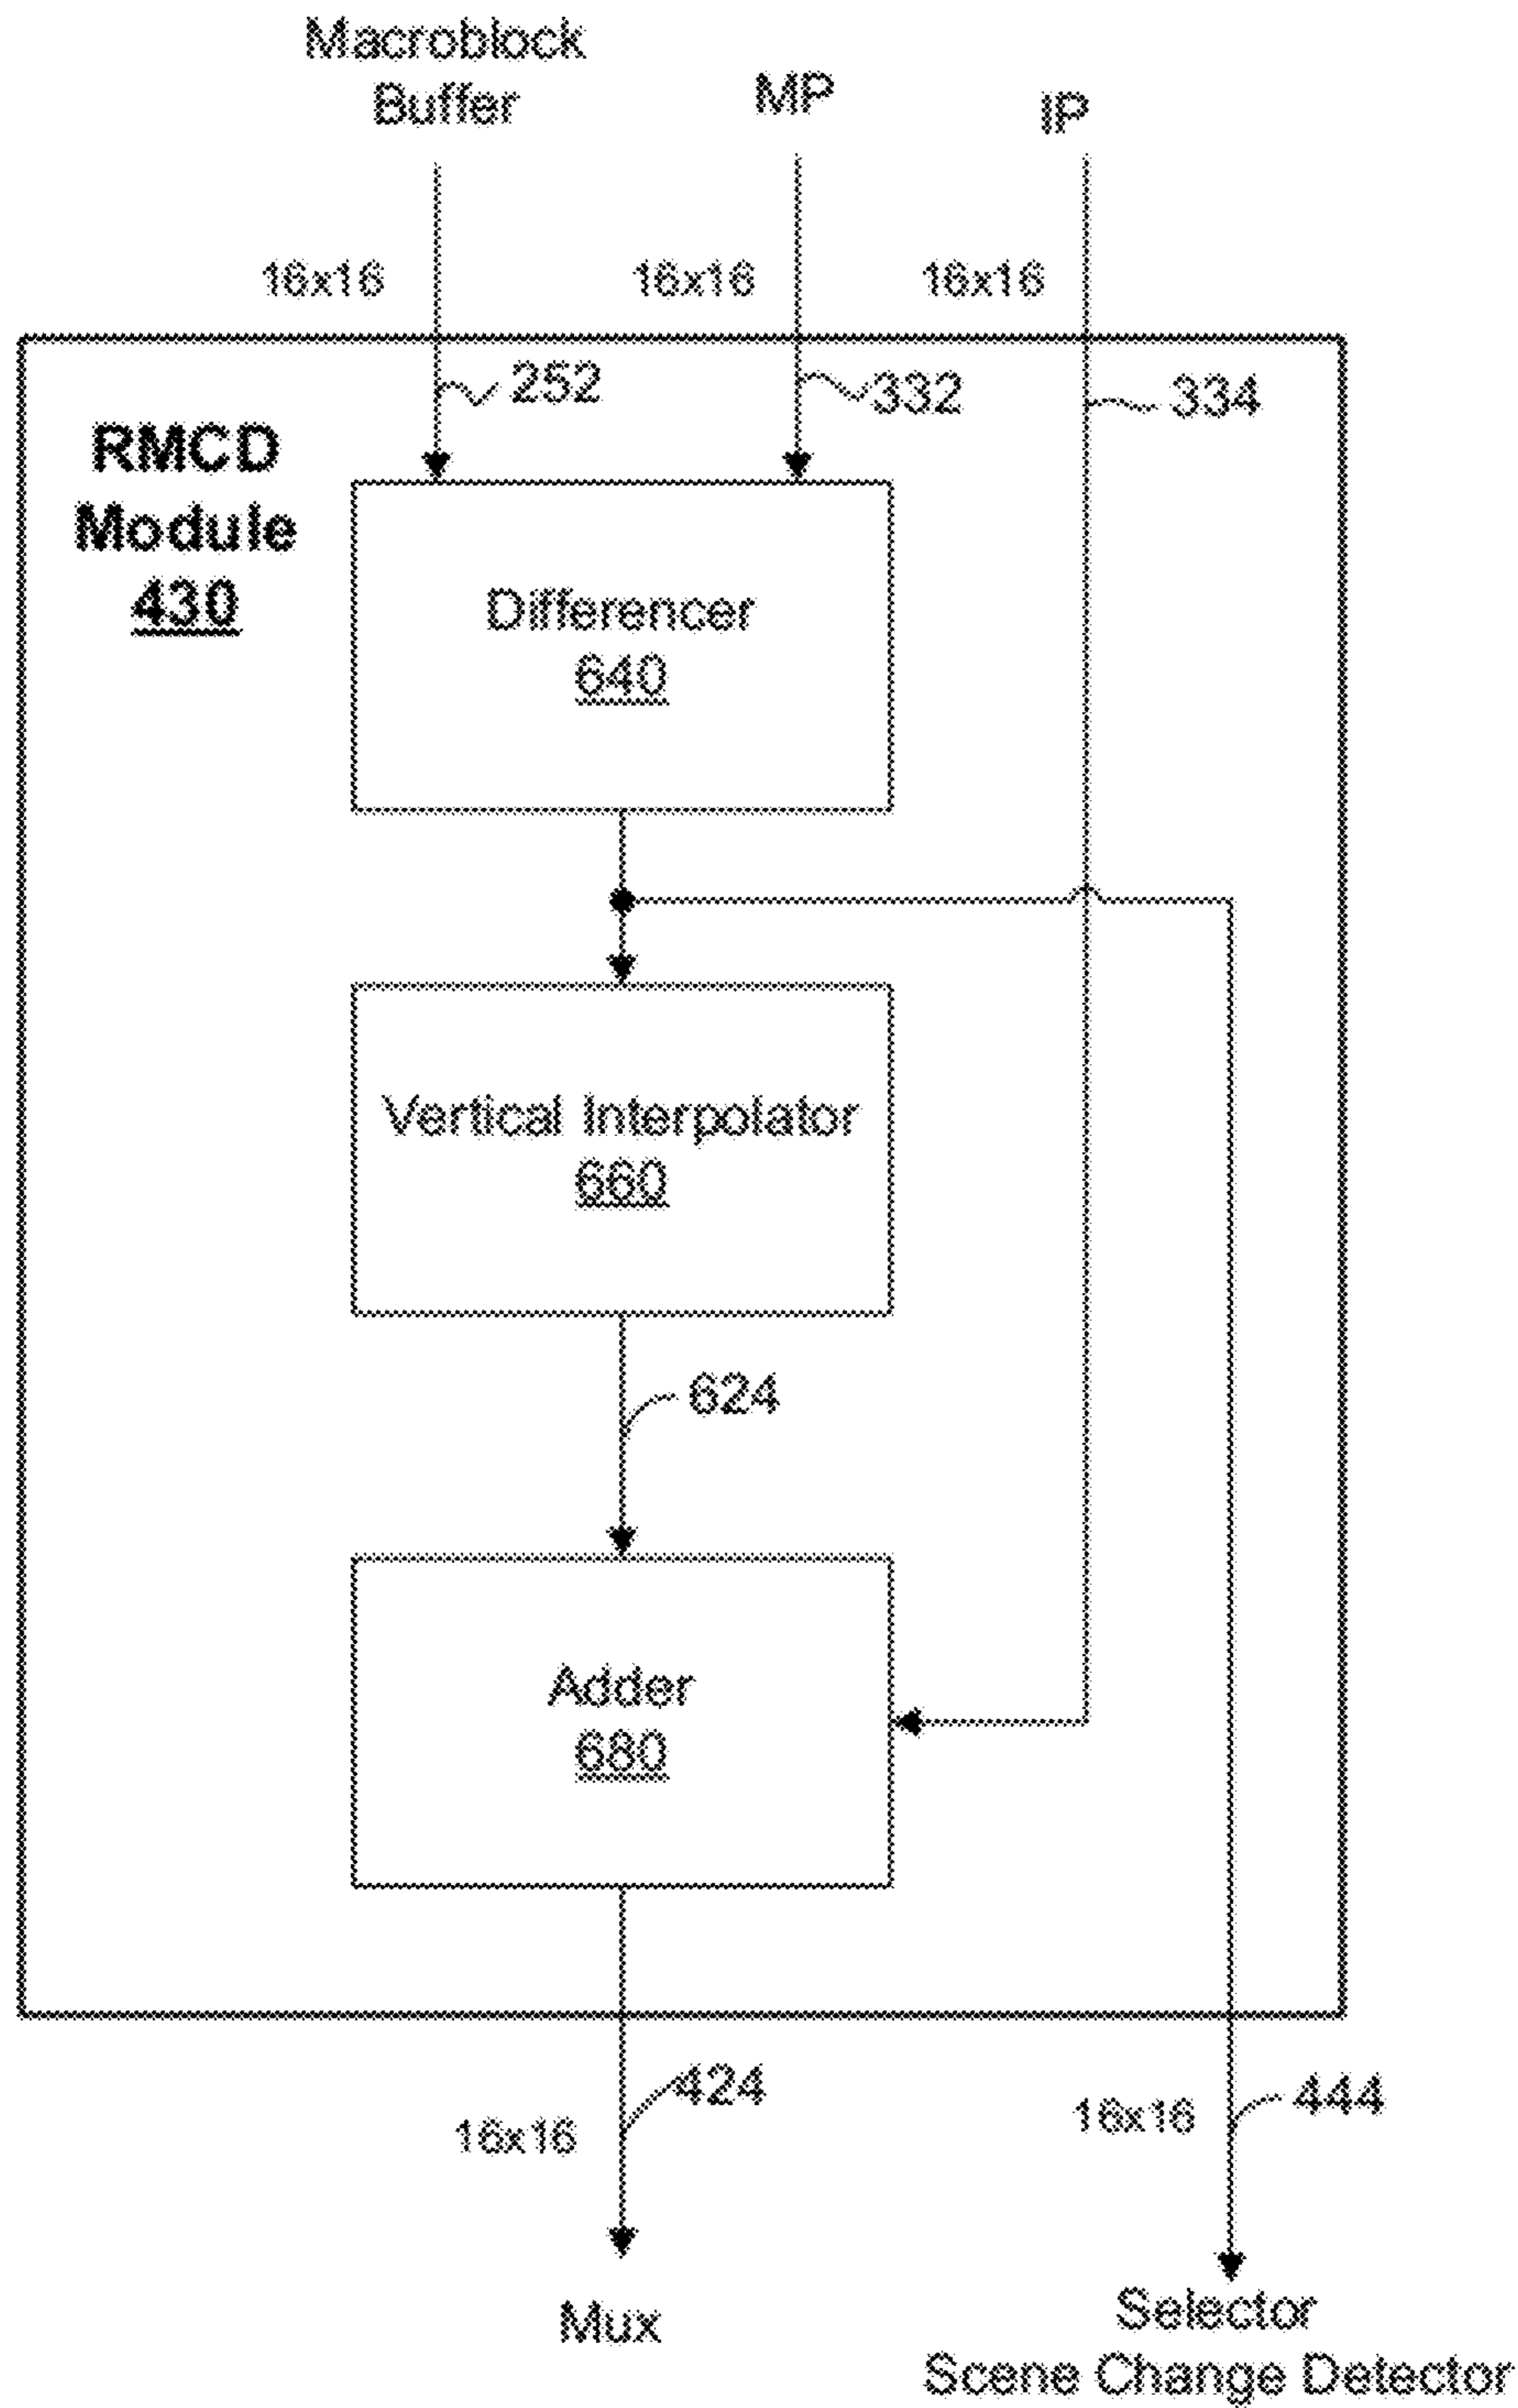 Macroblock
Buffer
MP
IP
16x16
16x16
16x16
252
332
334
RMCD
Module
430
Differencer
640
Vertical Interpolator
660
624
Adder
680
424
444
16x16
16x16
Mux
Selector
Scene Change Detector